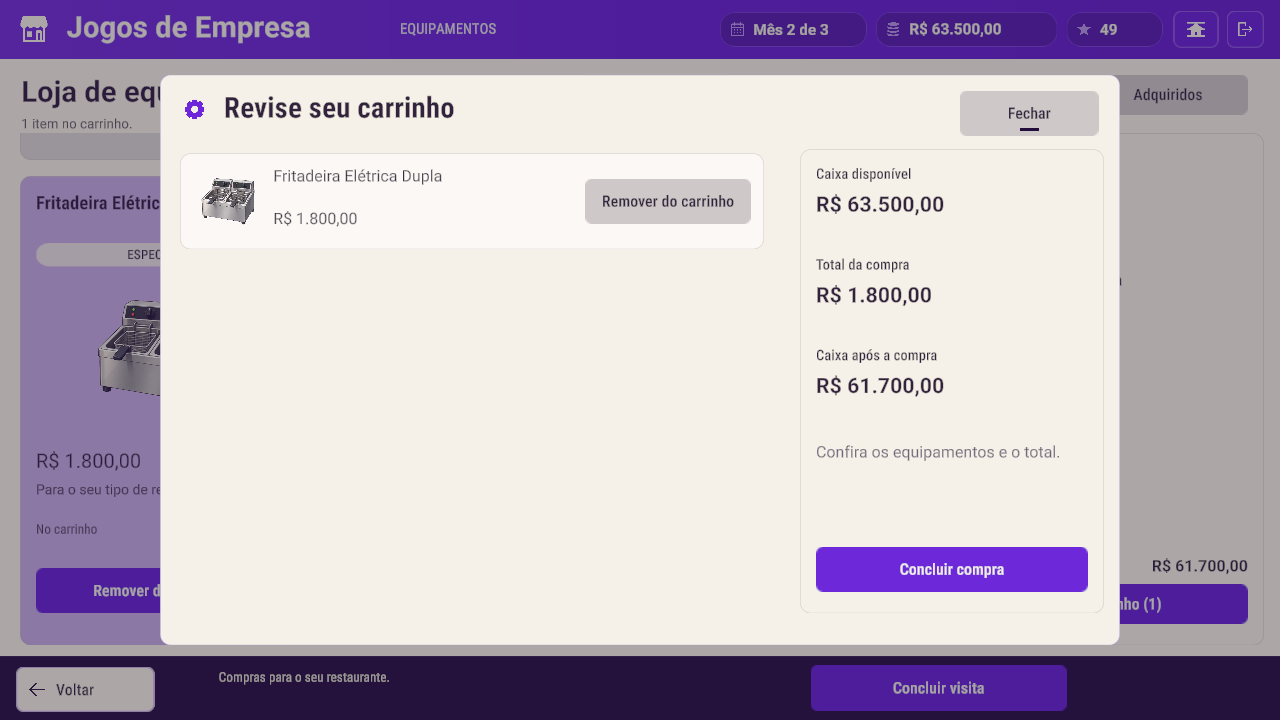 Jogos de Empresa
EQUIPAMENTOS
Mês 2 de 3
R$ 63.500,00
49
Loja de equ
1 item no carrinho.
Adquiridos
Revise seu carrinho
Fechar
Fritadeira Elétrica Dupla
R$ 1.800,00
Remover do carrinho
Caixa disponível
R$ 63.500,00
Total da compra
R$ 1.800,00
Caixa após a compra
R$ 61.700,00
Confira os equipamentos e o total.
Concluir compra
Fritadeira Elétric
ESPEC
R$ 1.800,00
Para o seu tipo de re
No carrinho
Remover d
R$ 61.700,00
nho (1)
Voltar
Compras para o seu restaurante.
Concluir visita